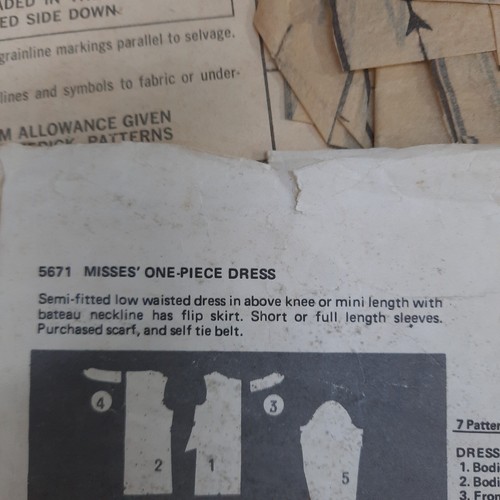 ED SIDE DOWN.
grainline markings parallel to selvage.
lines and symbols to fabric or under-
ALLOWANCE GIVEN
PATTERNS
5671 MISSES' ONE-PIECE DRESS
Semi-fitted low waisted dress in above knee or mini length with
bateau neckline has flip skirt. Short or full length sleeves.
Purchased scarf, and self tie belt.
4
3
2
1
5
7 Patter
DRESS
1. Bodi
2. Bodi
3. Fron